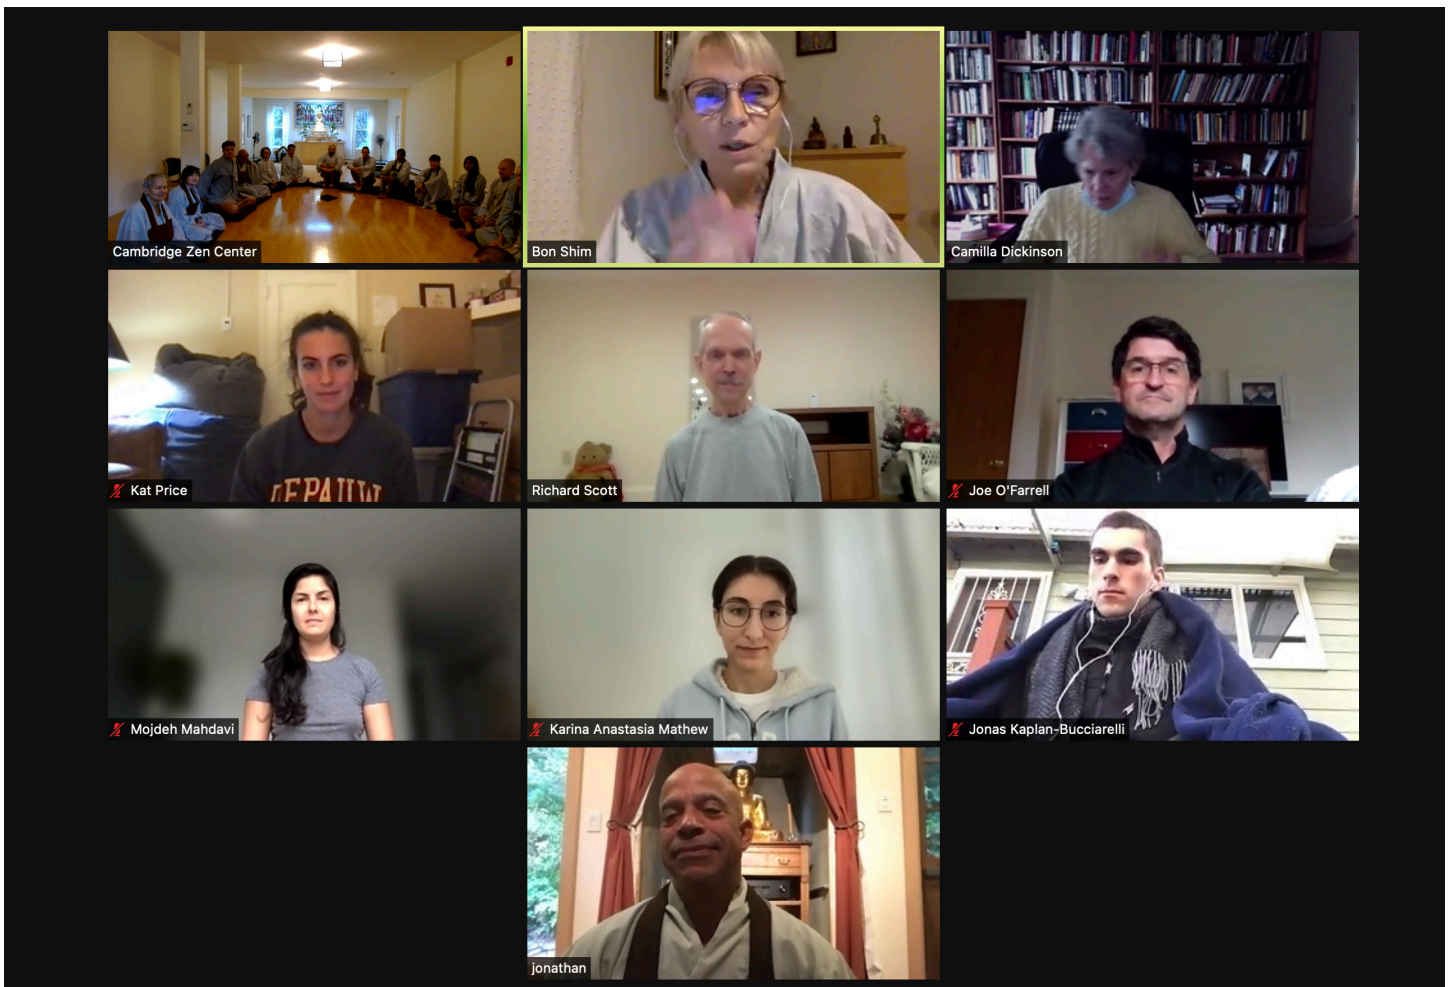 Cambridge Zen Center
Bon Shim
Camilla Dickinson
DEPAUW
Kat Price
Richard Scott
Joe O'Farrell
Mojdeh Mahdavi
Karina Anastasia Mathew
Jonas Kaplan-Bucciarelli
jonathan